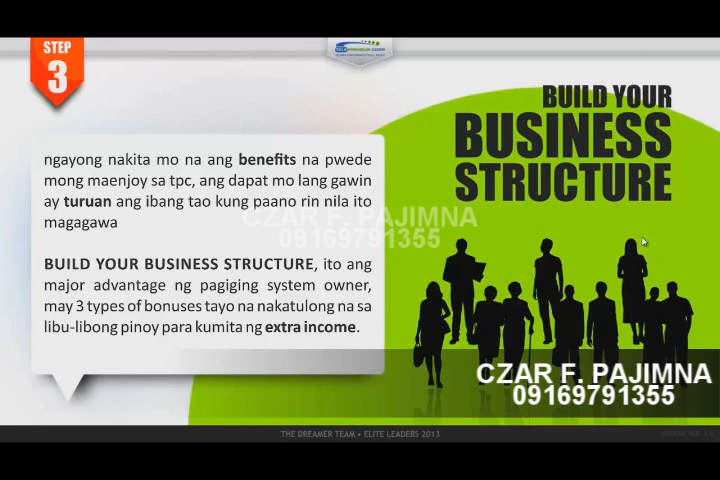 STEP
3
BUILD YOUR
BUSINESS
STRUCTURE
ngayong nakita mo na ang benefits na pwede
mong maenjoy sa tpc, ang dapat mo lang gawin
ay turuan ang ibang tao kung paano rin nila ito
magagawa
BUILD YOUR BUSINESS STRUCTURE, ito ang
major advantage ng pagiging system owner,
may 3 types of bonuses tayo na nakatulong na sa
libu-libong pinoy para kumita ng extra income.
CZAR F. PAJIMNA
09169791355
CZAR F. PAJIMNA
09169791355
THE DREAMER TEAM • ELITE LEADERS 2013